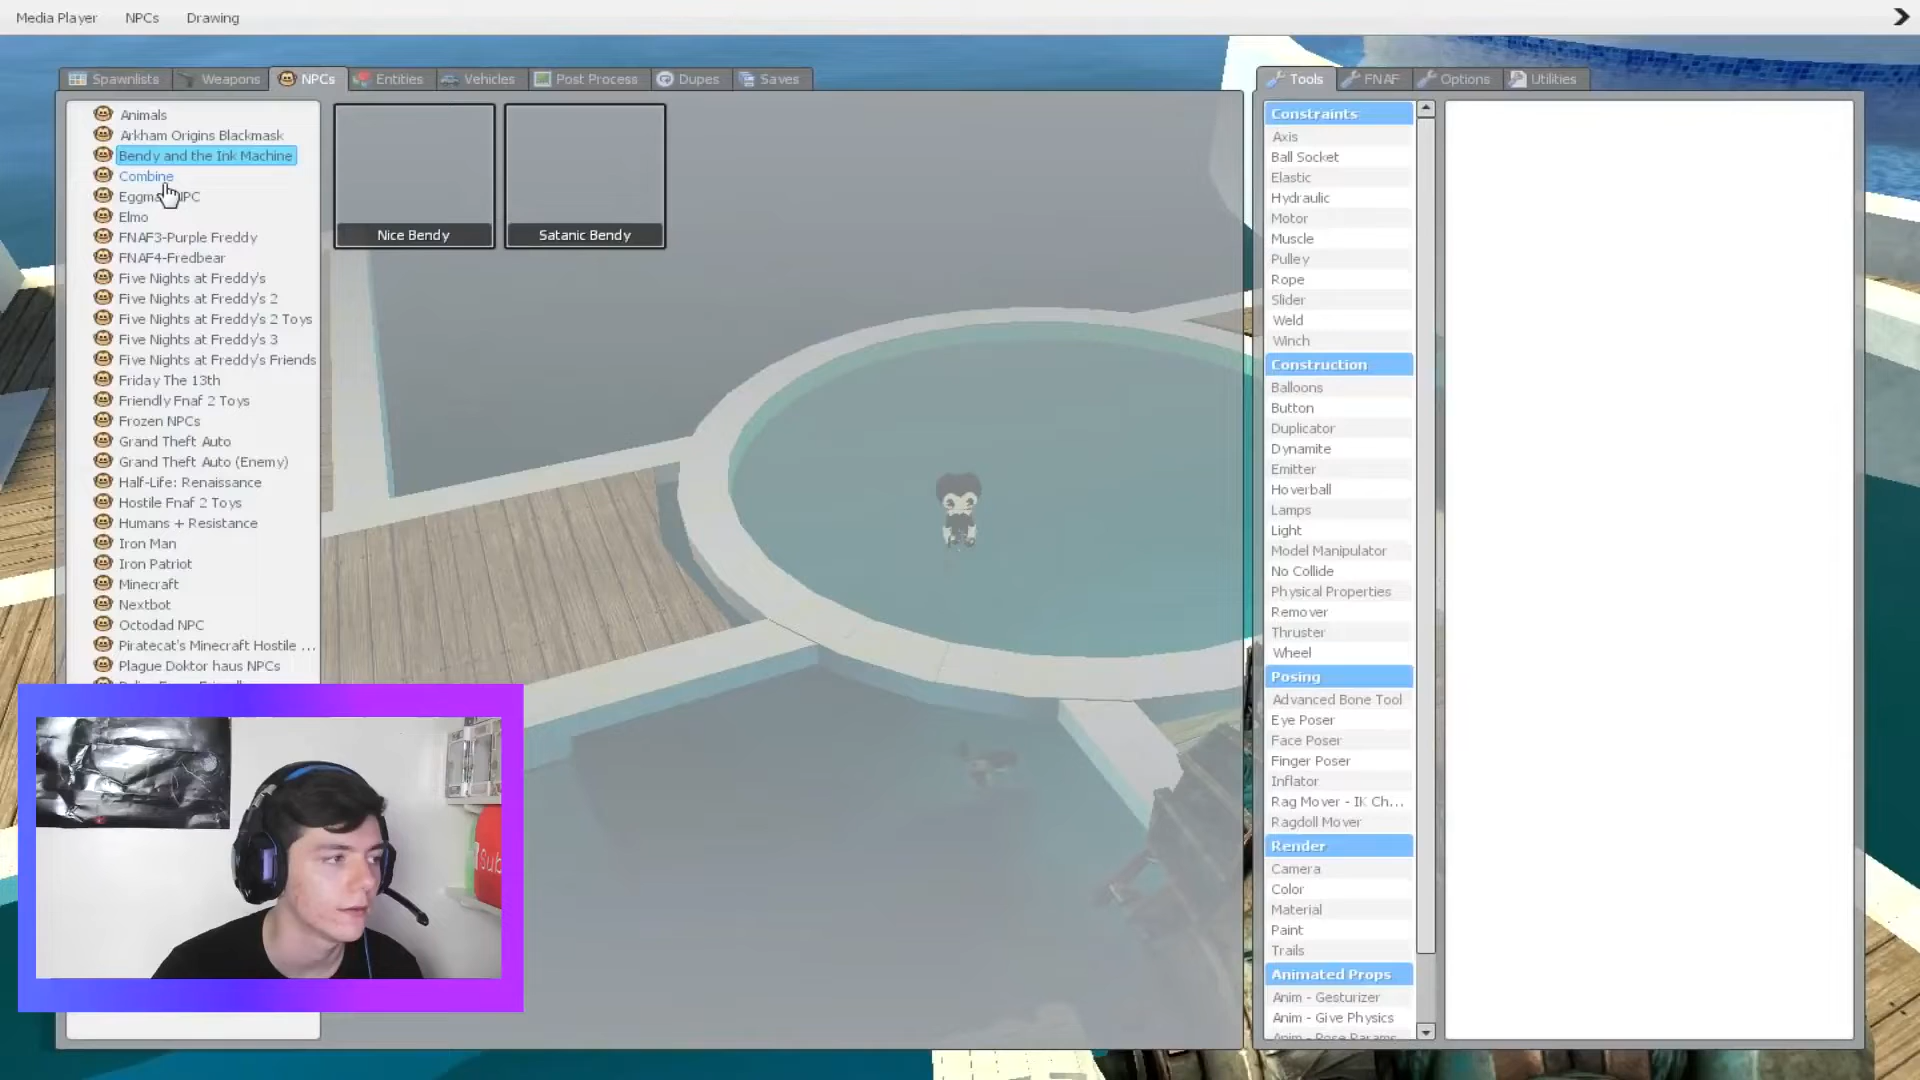 Media Player NPCs Drawing
Spawnlists Weapons NPCs Entities Vehicles Post Process Dupes Saves
Animals
Arkham Origins Blackmask
Bendy and the Ink Machine
Combine
Elmo
FNAF3-Purple Freddy
FNAF4-Fredbear
Five Nights at Freddy's
Five Nights at Freddy's 2
Five Nights at Freddy's 2 Toys
Five Nights at Freddy's 3
Five Nights at Freddy's Friends
Friday The 13th
Friendly Fnaf 2 Toys
Frozen NPCs
Grand Theft Auto
Grand Theft Auto (Enemy)
Half-Life: Renaissance
Hostile Fnaf 2 Toys
Humans + Resistance
Iron Man
Iron Patriot
Minecraft
Nextbot
Octodad NPC
Piratecat's Minecraft Hostile ...
Plague Doktor haus NPCs
Nice Bendy
Satanic Bendy
Tools FNAF Options Utilities
Constraints
Axis
Ball Socket
Elastic
Hydraulic
Motor
Muscle
Pulley
Rope
Slider
Weld
Winch
Construction
Balloons
Button
Duplicator
Dynamite
Emitter
Hoverball
Lamps
Light
Model Manipulator
No Collide
Physical Properties
Remover
Thruster
Wheel
Posing
Advanced Bone Tool
Eye Poser
Face Poser
Finger Poser
Inflator
Rag Mover - IK Ch...
Ragdoll Mover
Render
Camera
Color
Material
Paint
Trails
Animated Props
Anim - Gesturizer
Anim - Give Physics
Anim - Pose Params
Sub